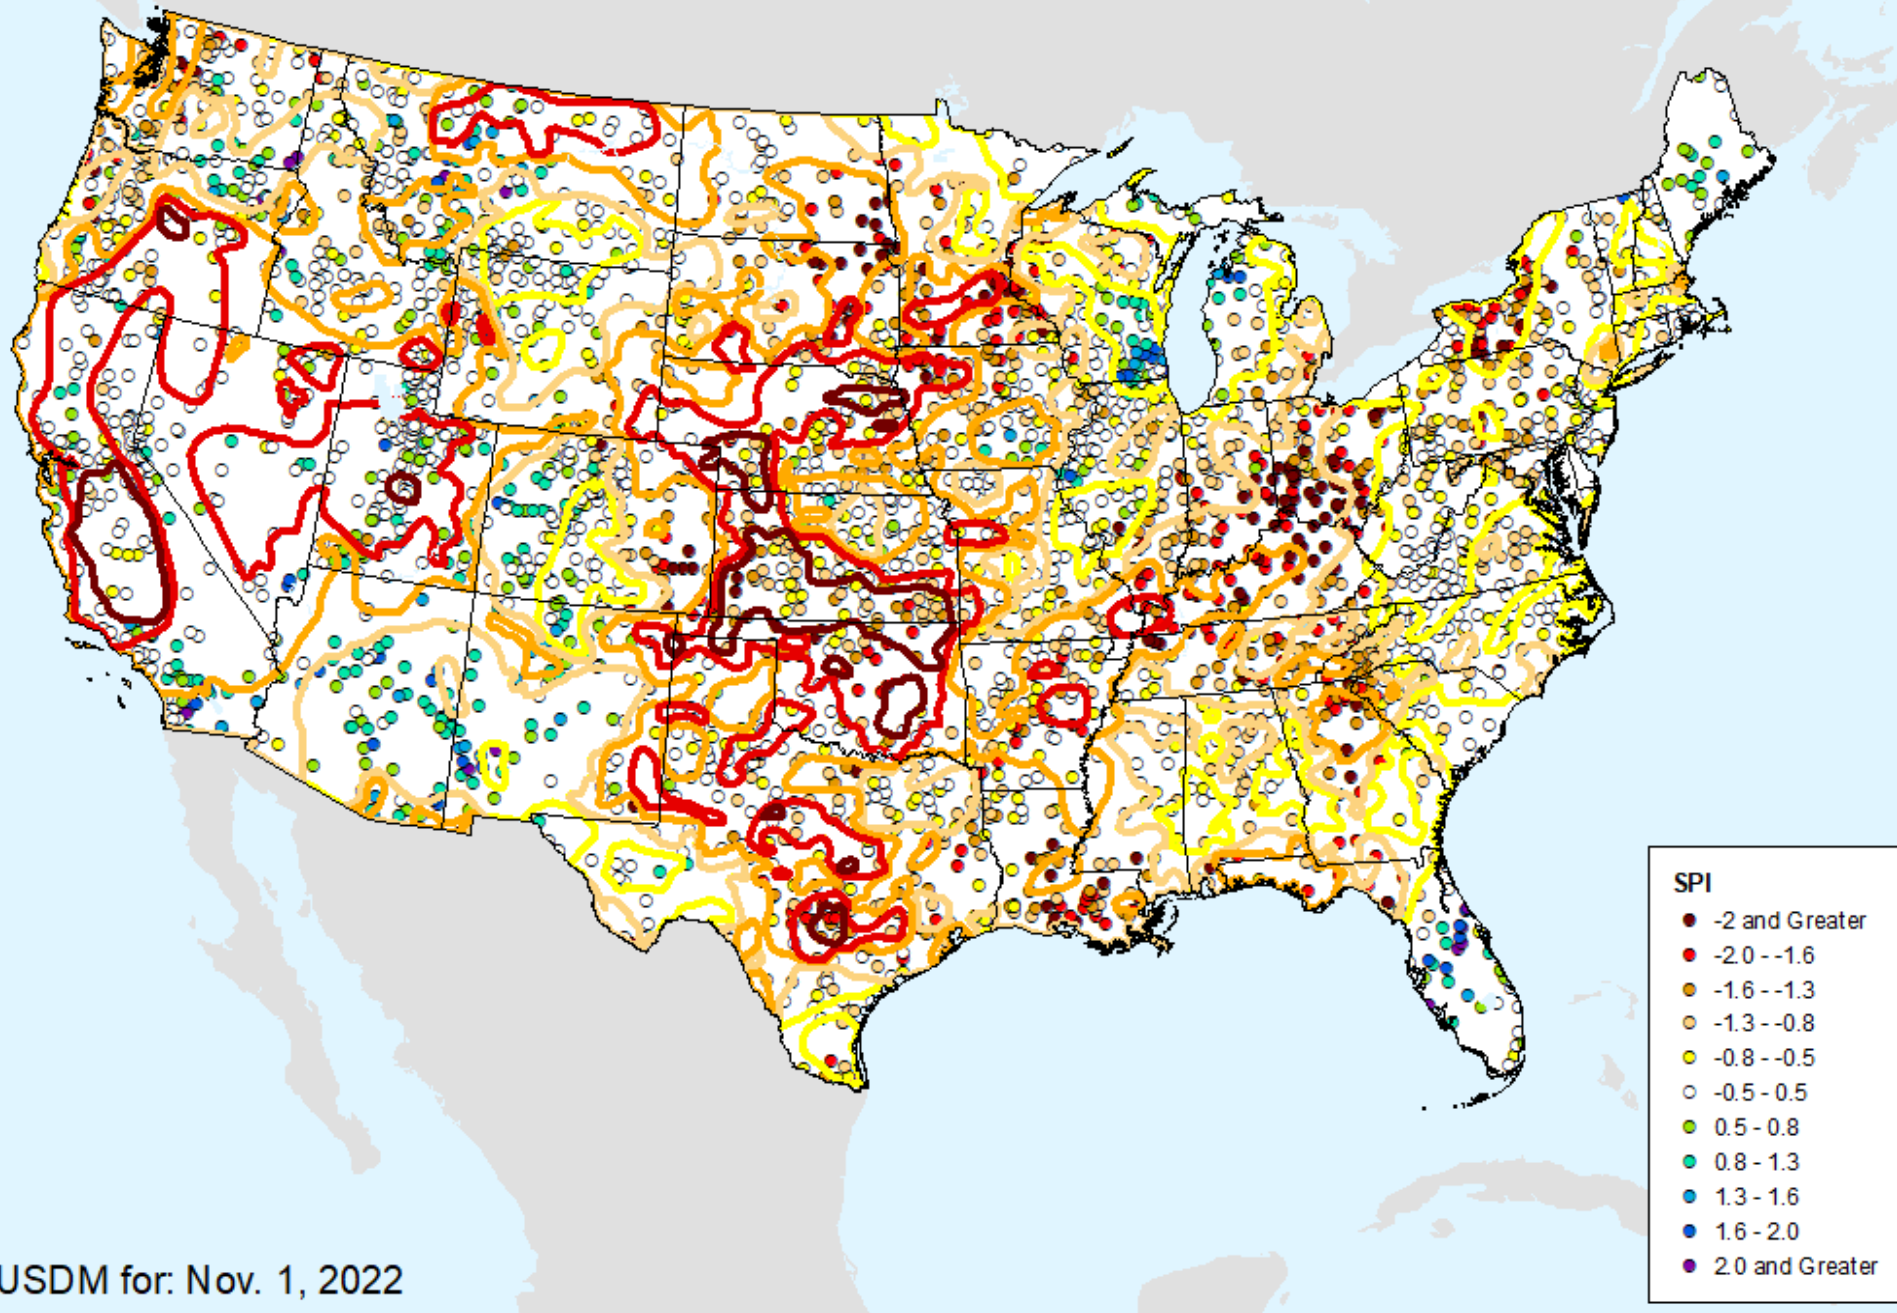 SPI
-2 and Greater
-2.0 - -1.6
-1.6 - -1.3
-1.3 - -0.8
-0.8 - -0.5
-0.5 - 0.5
0.5 - 0.8
0.8 - 1.3
1.3 - 1.6
1.6 - 2.0
2.0 and Greater
USDM for: Nov. 1, 2022